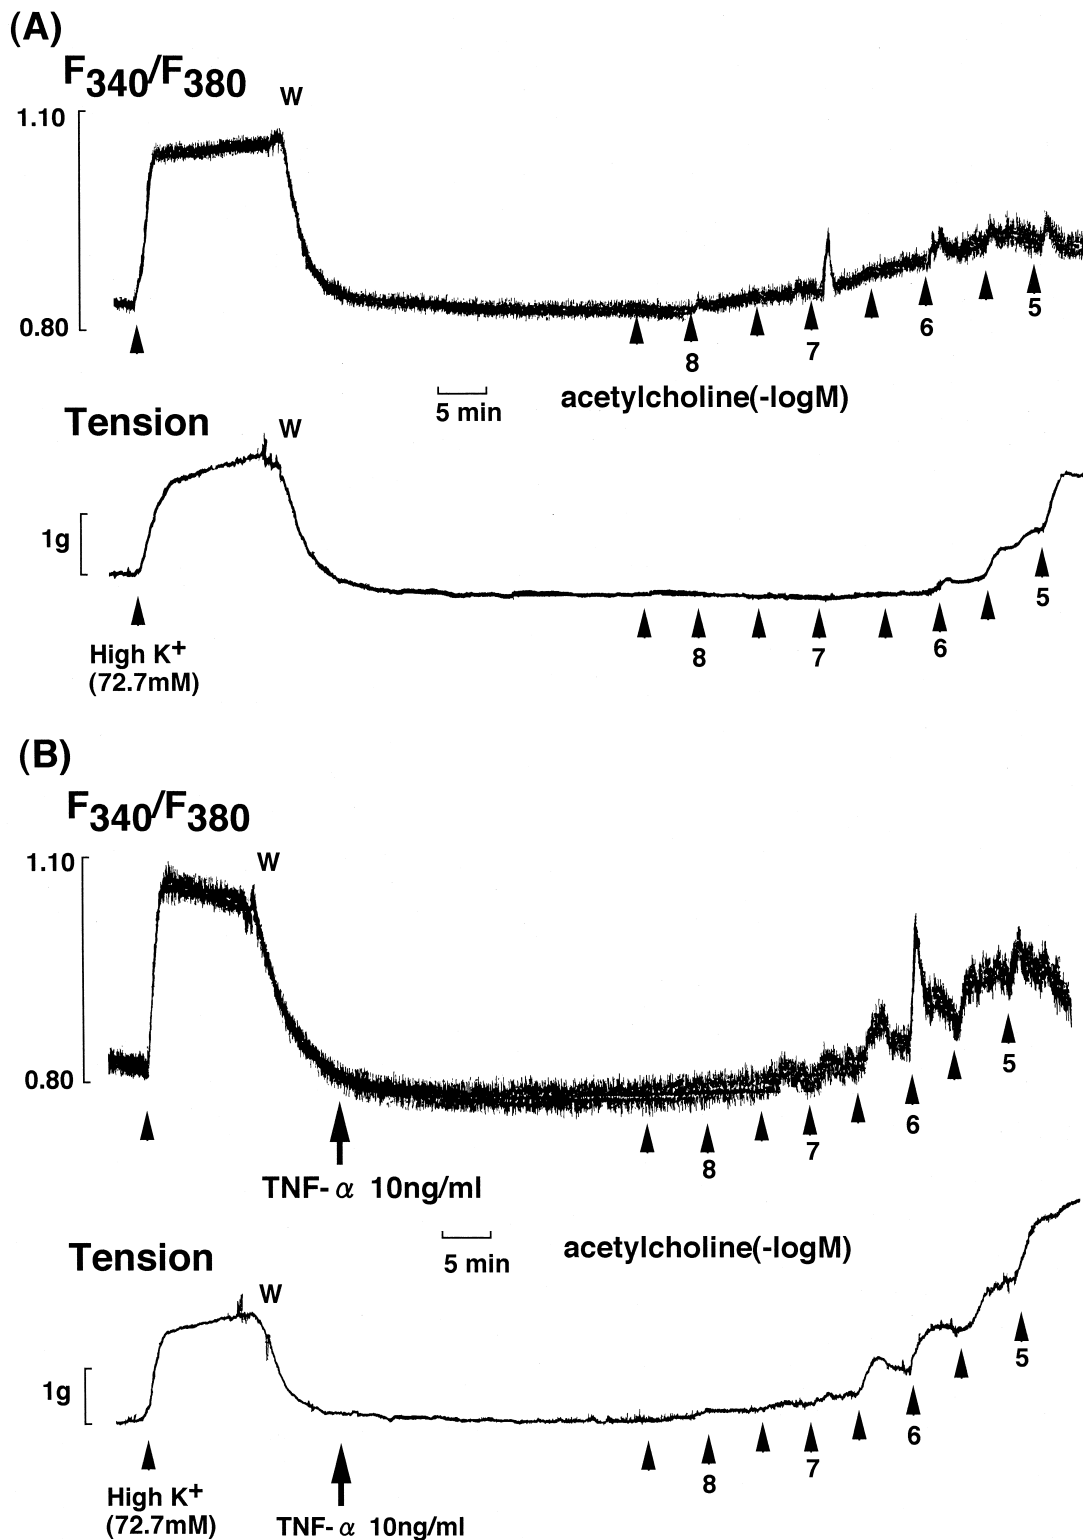 (A)
F340/F380
W
1.10
0.80
8
7
6
5
5 min
acetylcholine(-logM)
Tension
W
1g
8
7
6
5
High K+
(72.7mM)
(B)
F340/F380
W
1.10
0.80
8
7
6
5
TNF-α 10ng/ml
5 min
acetylcholine(-logM)
Tension
W
1g
8
7
6
5
High K+
(72.7mM)
TNF-α 10ng/ml